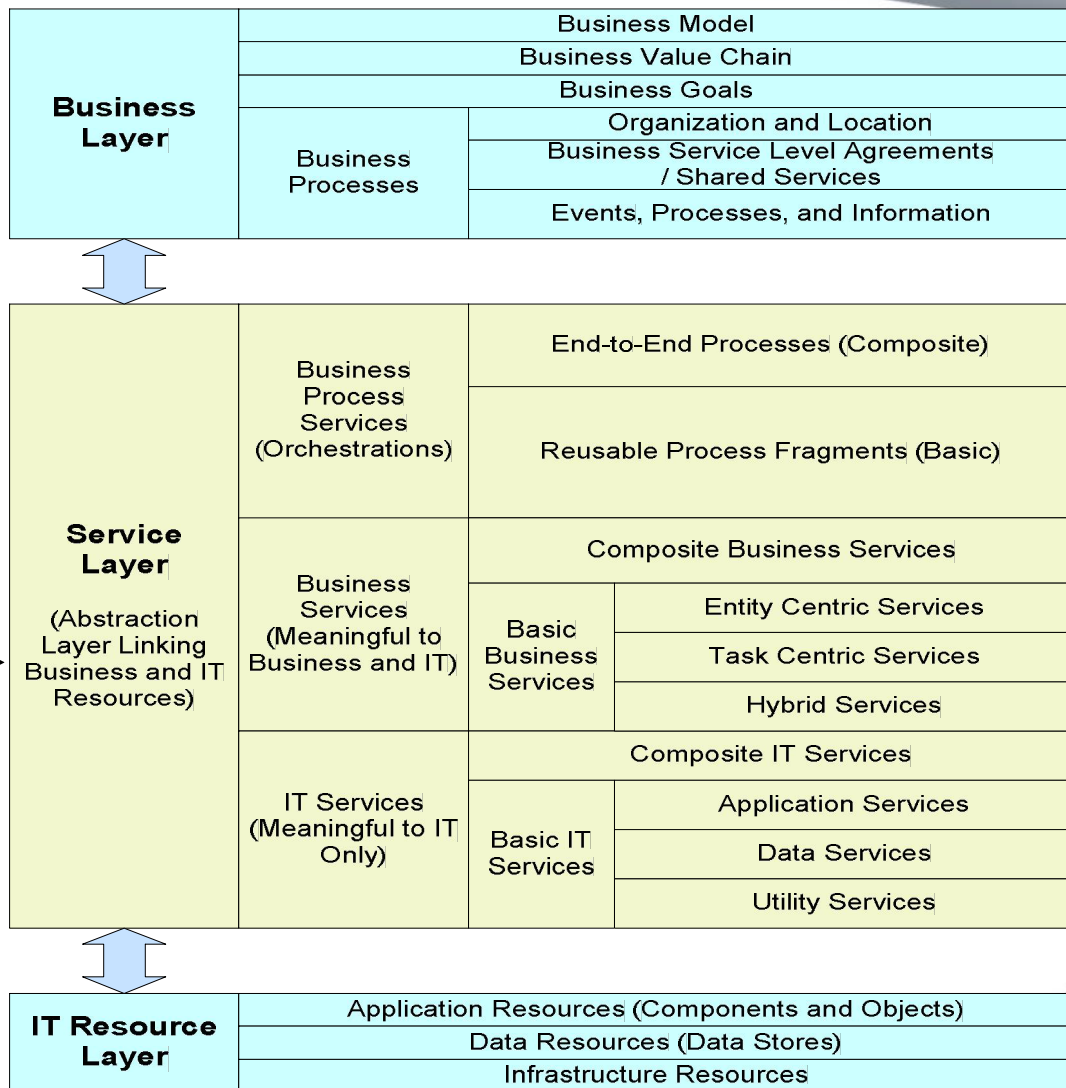 Business Model
Business Value Chain
Business Goals
Business
Layer
Business
Processes
Organization and Location
Business Service Level Agreements
/ Shared Services
Events, Processes, and Information
Service
Layer
(Abstraction
Layer Linking
Business and IT
Resources)
Business
Process
Services
(Orchestrations)
End-to-End Processes (Composite)
Reusable Process Fragments (Basic)
Business
Services
(Meaningful to
Business and IT)
Composite Business Services
Basic
Business
Services
Entity Centric Services
Task Centric Services
Hybrid Services
IT Services
(Meaningful to IT
Only)
Composite IT Services
Basic IT
Services
Application Services
Data Services
Utility Services
IT Resource
Layer
Application Resources (Components and Objects)
Data Resources (Data Stores)
Infrastructure Resources